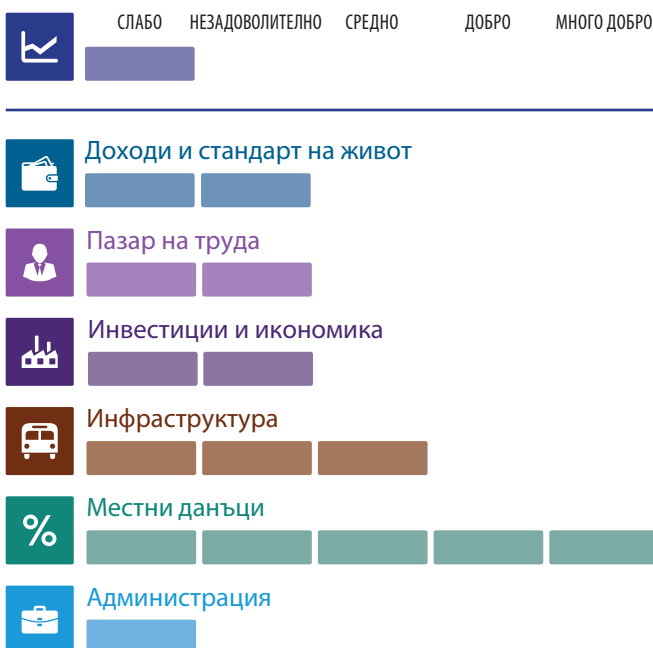 СЛАБО НЕЗАДОВОЛИТЕЛНО СРЕДНО ДОБРО МНОГО ДОБРО
Доходи и стандарт на живот
Пазар на труда
Инвестиции и икономика
Инфраструктура
Местни данъци
%
Администрация